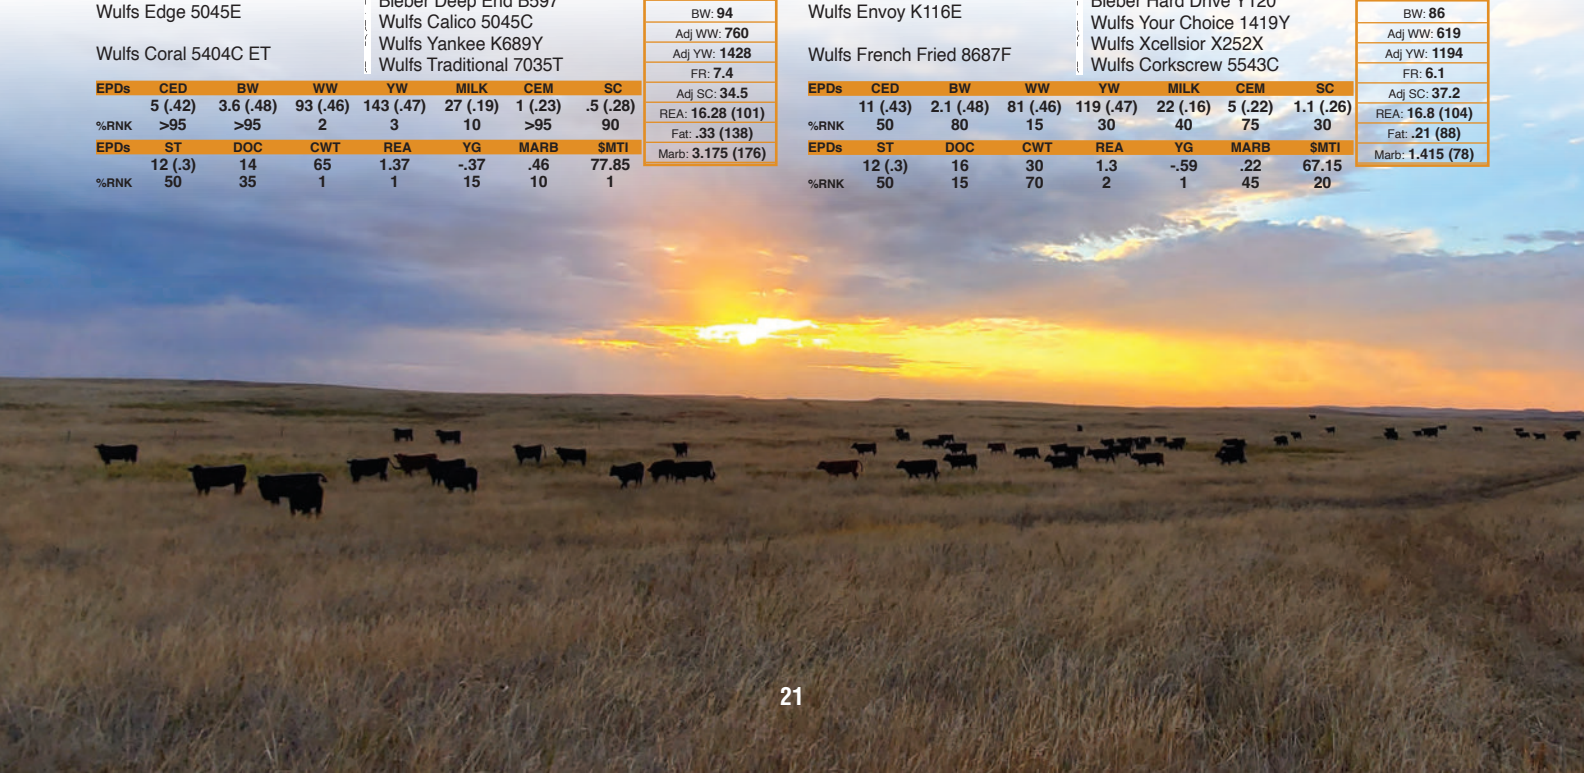 Wulfs Edge 5045E
Wulfs Coral 5404C ET
Bieber Deep End B597
Wulfs Calico 5045C
Wulfs Yankee K689Y
Wulfs Traditional 7035T
BW: 94
Adj WW: 760
Adj YW: 1428
FR: 7.4
Adj SC: 34.5
REA: 16.28 (101)
Fat: .33 (138)
Marb: 3.175 (176)
EPDs CED BW WW YW MILK CEM SC
5 (.42) 3.6 (.48) 93 (.46) 143 (.47) 27 (.19) 1 (.23) .5 (.28)
%RNK >95 >95 2 3 10 >95 90
EPDs ST DOC CWT REA YG MARB $MTI
12 (.3) 14 65 1.37 -.37 .46 77.85
%RNK 50 35 1 1 15 10 1
Wulfs Envoy K116E
Wulfs French Fried 8687F
Bieber Hard Drive Y120
Wulfs Your Choice 1419Y
Wulfs Xcellsior X252X
Wulfs Corkscrew 5543C
BW: 86
Adj WW: 619
Adj YW: 1194
FR: 6.1
Adj SC: 37.2
REA: 16.8 (104)
Fat: .21 (88)
Marb: 1.415 (78)
EPDs CED BW WW YW MILK CEM SC
11 (.43) 2.1 (.48) 81 (.46) 119 (.47) 22 (.16) 5 (.22) 1.1 (.26)
%RNK 50 80 15 30 40 75 30
EPDs ST DOC CWT REA YG MARB $MTI
12 (.3) 16 30 1.3 -.59 .22 67.15
%RNK 50 15 70 2 1 45 20
21